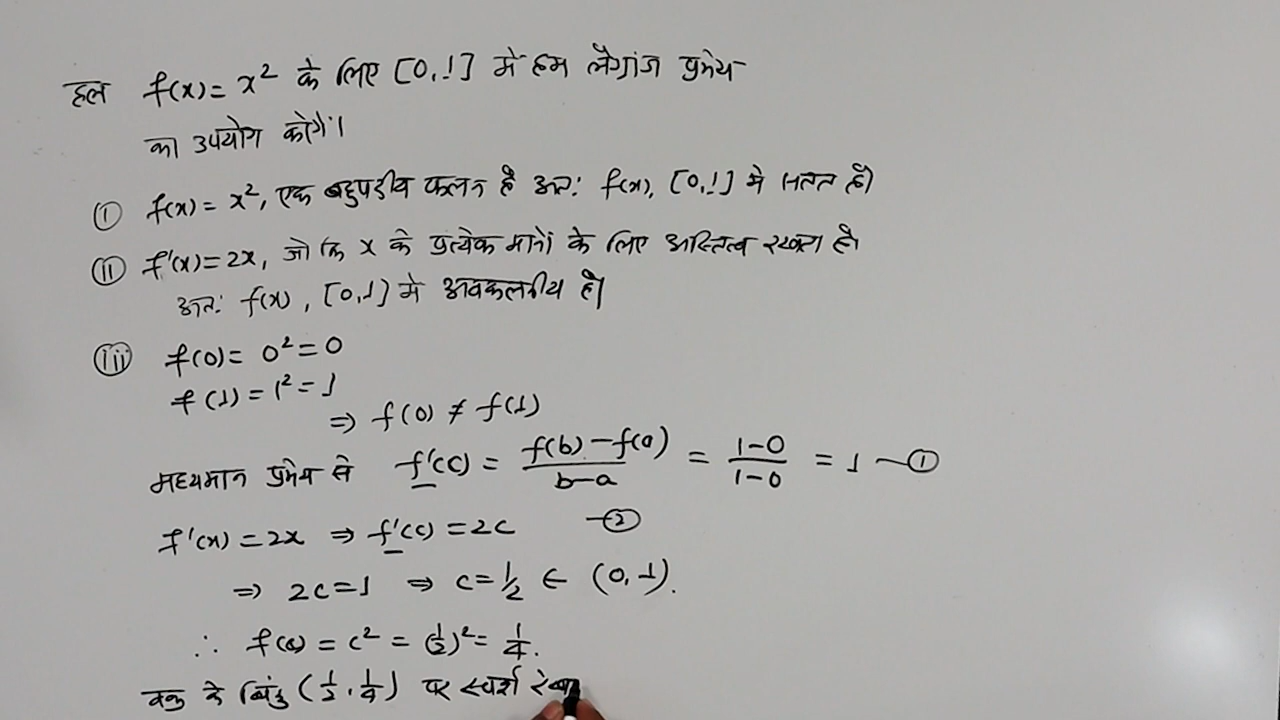 हल f(x) = x² के लिए [0,1] में हम लैग्रांज प्रमेय
का उपयोग करेंगे।
(i) f(x) = x², एक बहुपदीय फलन है अतः f(x), [0,1] मे सतत है।
(ii) f'(x) = 2x, जो कि x के प्रत्येक मानों के लिए अस्तित्व रखता है।
अतः f(x), [0,1] मे अवकलनीय है।
(iii) f(0) = 0² = 0
f(1) = 1² = 1
⇒ f(0) ≠ f(1)
मध्यमान प्रमेय से f'(c) = (f(b) − f(a))/(b−a) = (1−0)/(1−0) = 1 —①
f'(x) = 2x ⇒ f'(c) = 2c —②
⇒ 2c = 1 ⇒ c = 1/2 ∈ (0,1).
∴ f(c) = c² = (1/2)² = 1/4.
वक्र के बिंदु (1/2, 1/4) पर स्पर्श रेखा